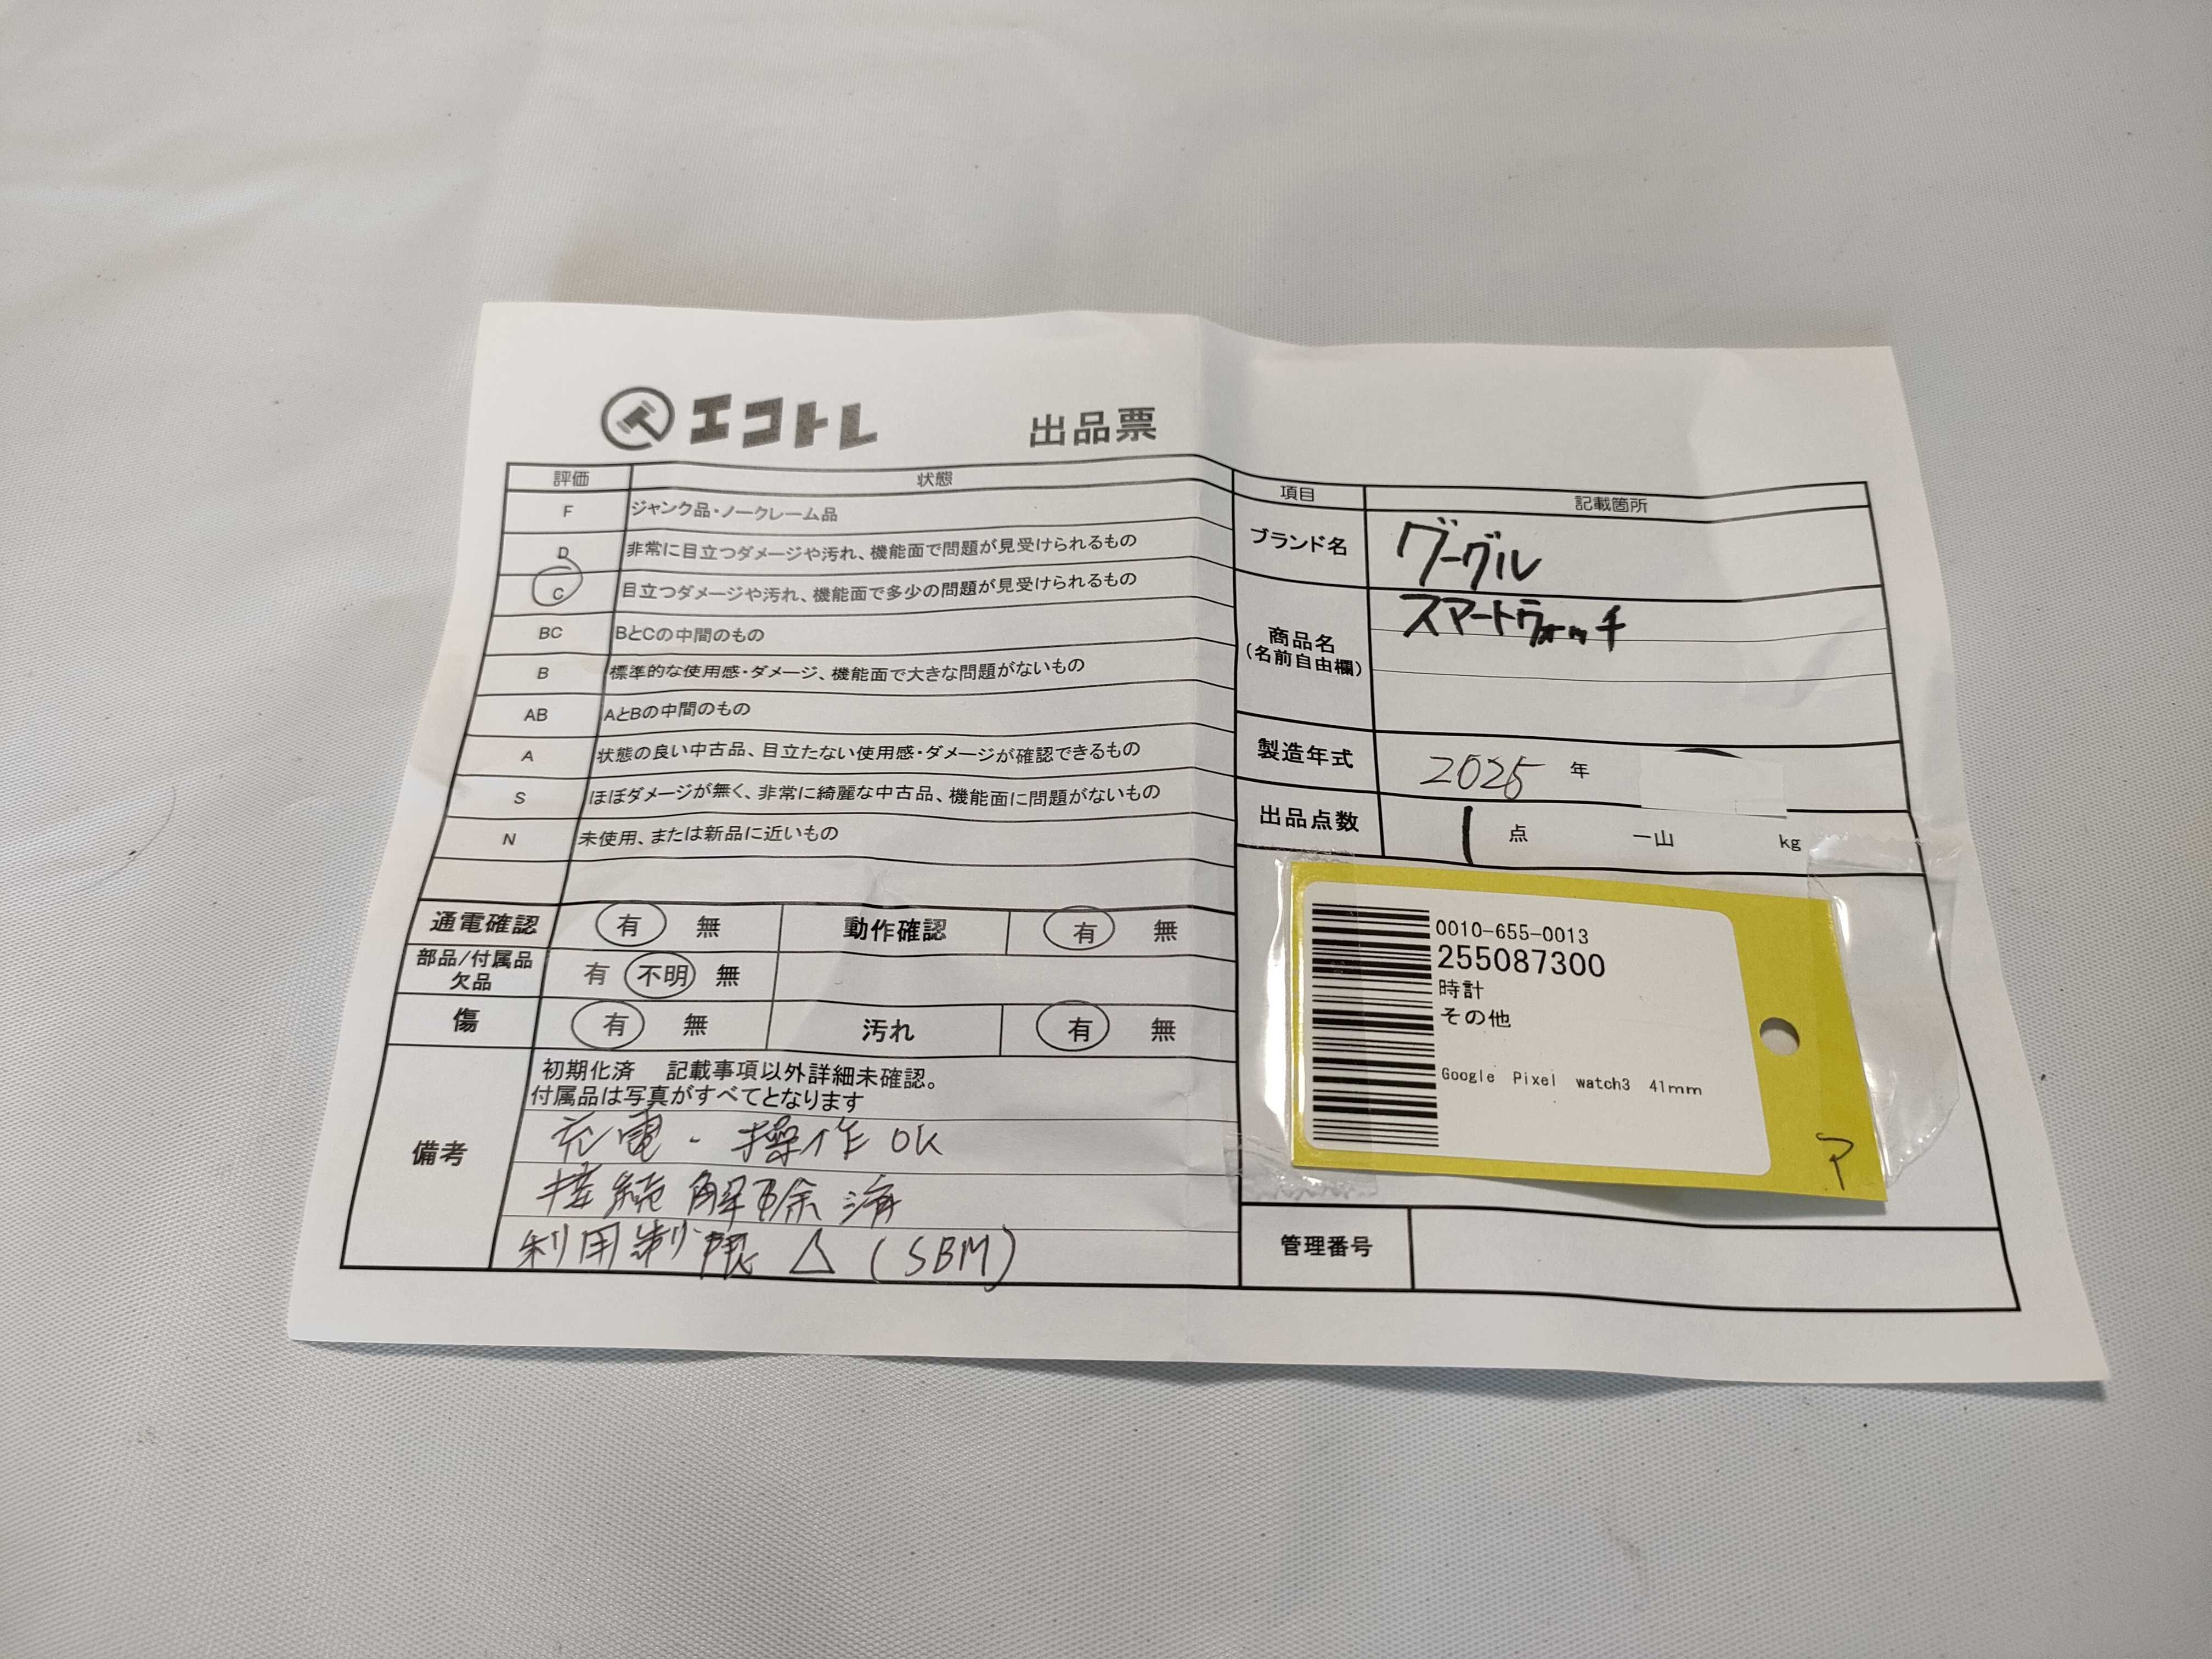 エコトレ 出品票
評価 状態
F ジャンク品・ノークレーム品
D 非常に目立つダメージや汚れ、機能面で問題が見受けられるもの
C 目立つダメージや汚れ、機能面で多少の問題が見受けられるもの
BC BとCの中間のもの
B 標準的な使用感・ダメージ、機能面で大きな問題がないもの
AB AとBの中間のもの
A 状態の良い中古品、目立たない使用感・ダメージが確認できるもの
S ほぼダメージが無く、非常に綺麗な中古品、機能面に問題がないもの
N 未使用、または新品に近いもの
通電確認 有 無 動作確認 有 無
部品/付属品
欠品 有 不明 無
傷 有 無 汚れ 有 無
備考
初期化済 記載事項以外詳細未確認。
付属品は写真がすべてとなります
充電・操作OK
接続解除済
利用制限 △ (SBM)
項目 記載箇所
ブランド名 グーグル
商品名
(名前自由欄)
スマートウォッチ
製造年式 2025 年
出品点数 1 点 一山 kg
0010-655-0013
255087300
時計
その他
Google Pixel watch3 41mm
ア
管理番号